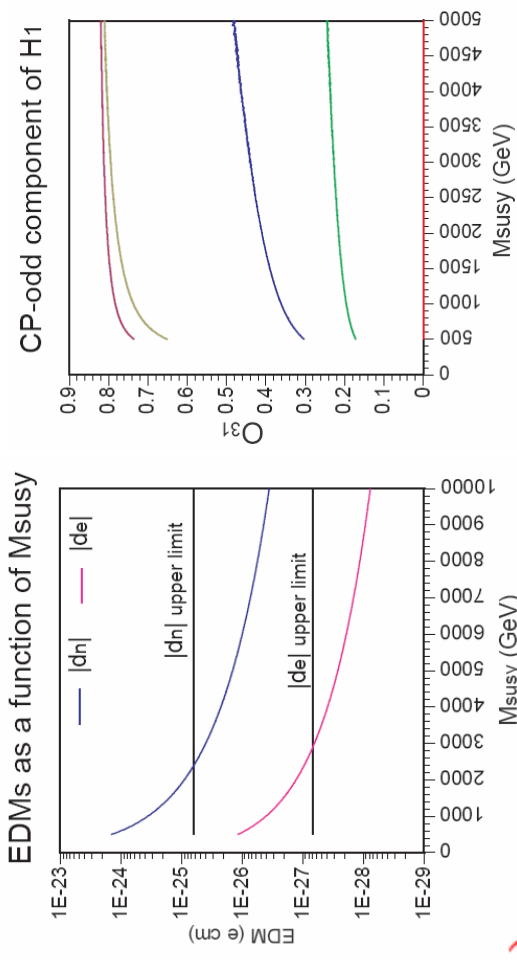 EDMs as a function of Msusy
|dn| |de|
|dn| upper limit
|de| upper limit
EDM (e cm)
1E-23
1E-24
1E-25
1E-26
1E-27
1E-28
1E-29
0 1000 2000 3000 4000 5000 6000 7000 8000 9000 10000
Msusy (GeV)
CP-odd component of H1
O31
0.9
0.8
0.7
0.6
0.5
0.4
0.3
0.2
0.1
0
0 500 1000 1500 2000 2500 3000 3500 4000 4500 5000
Msusy (GeV)